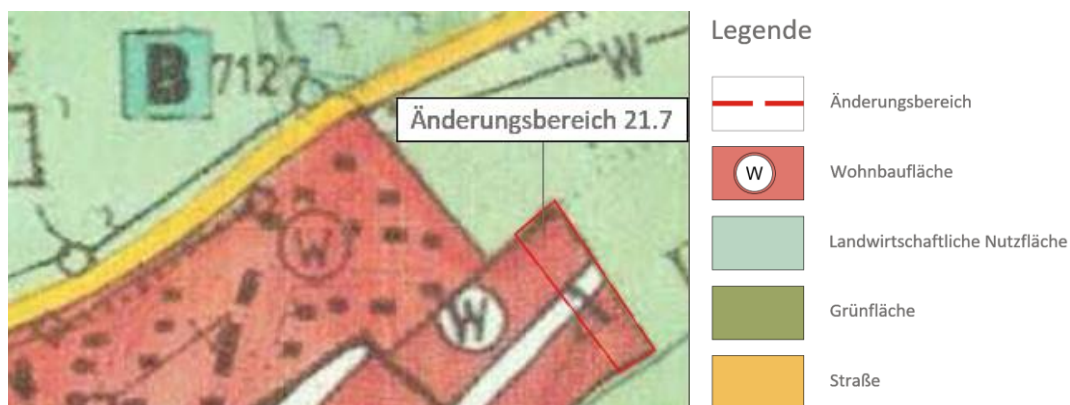 B 7127
W
Änderungsbereich 21.7
W
W
Legende
Änderungsbereich
W Wohnbaufläche
Landwirtschaftliche Nutzfläche
Grünfläche
Straße